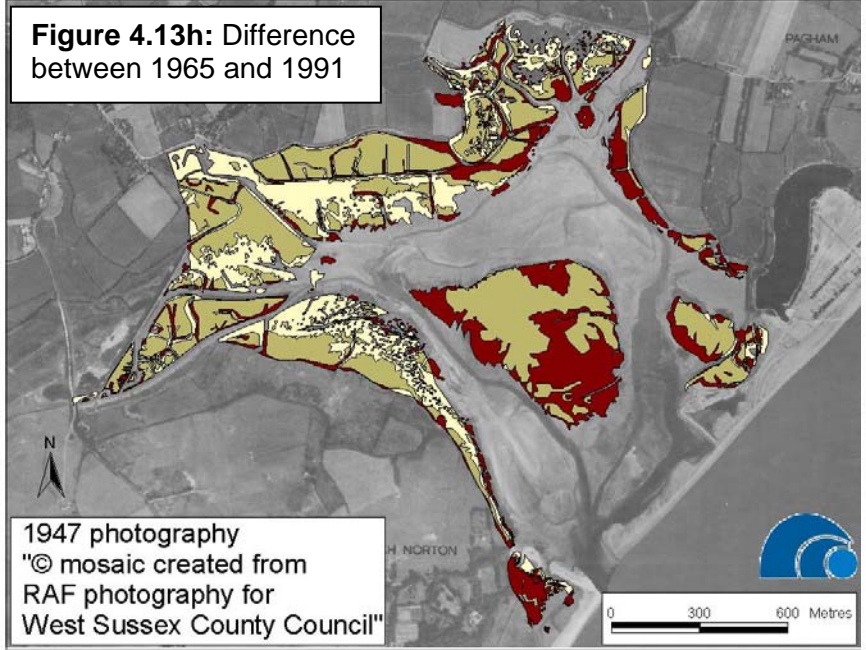 Figure 4.13h: Difference
between 1965 and 1991
PAGHAM
N
1947 photography
"© mosaic created from
RAF photography for
West Sussex County Council"
H NORTON
0 300 600 Metres